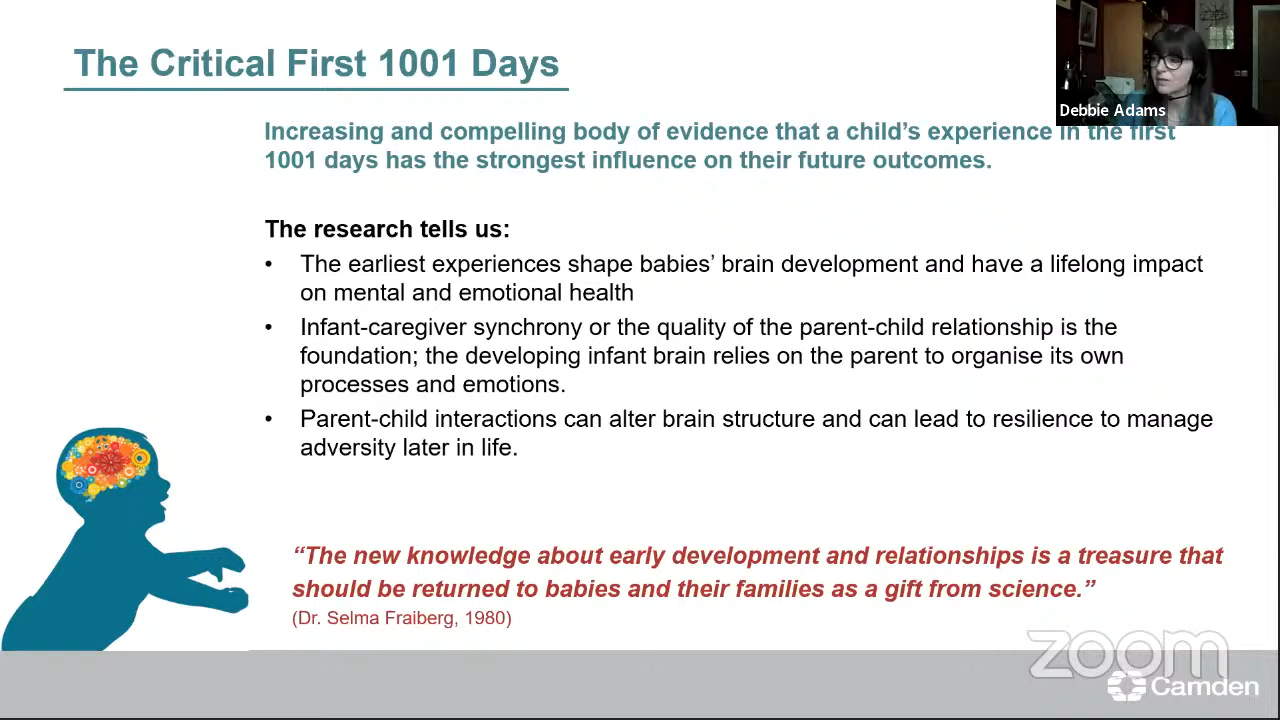 The Critical First 1001 Days
Debbie Adams
Increasing and compelling body of evidence that a child’s experience in the first
1001 days has the strongest influence on their future outcomes.
The research tells us:
• The earliest experiences shape babies’ brain development and have a lifelong impact
on mental and emotional health
• Infant-caregiver synchrony or the quality of the parent-child relationship is the
foundation; the developing infant brain relies on the parent to organise its own
processes and emotions.
• Parent-child interactions can alter brain structure and can lead to resilience to manage
adversity later in life.
“The new knowledge about early development and relationships is a treasure that
should be returned to babies and their families as a gift from science.”
(Dr. Selma Fraiberg, 1980)
zoom
Camden